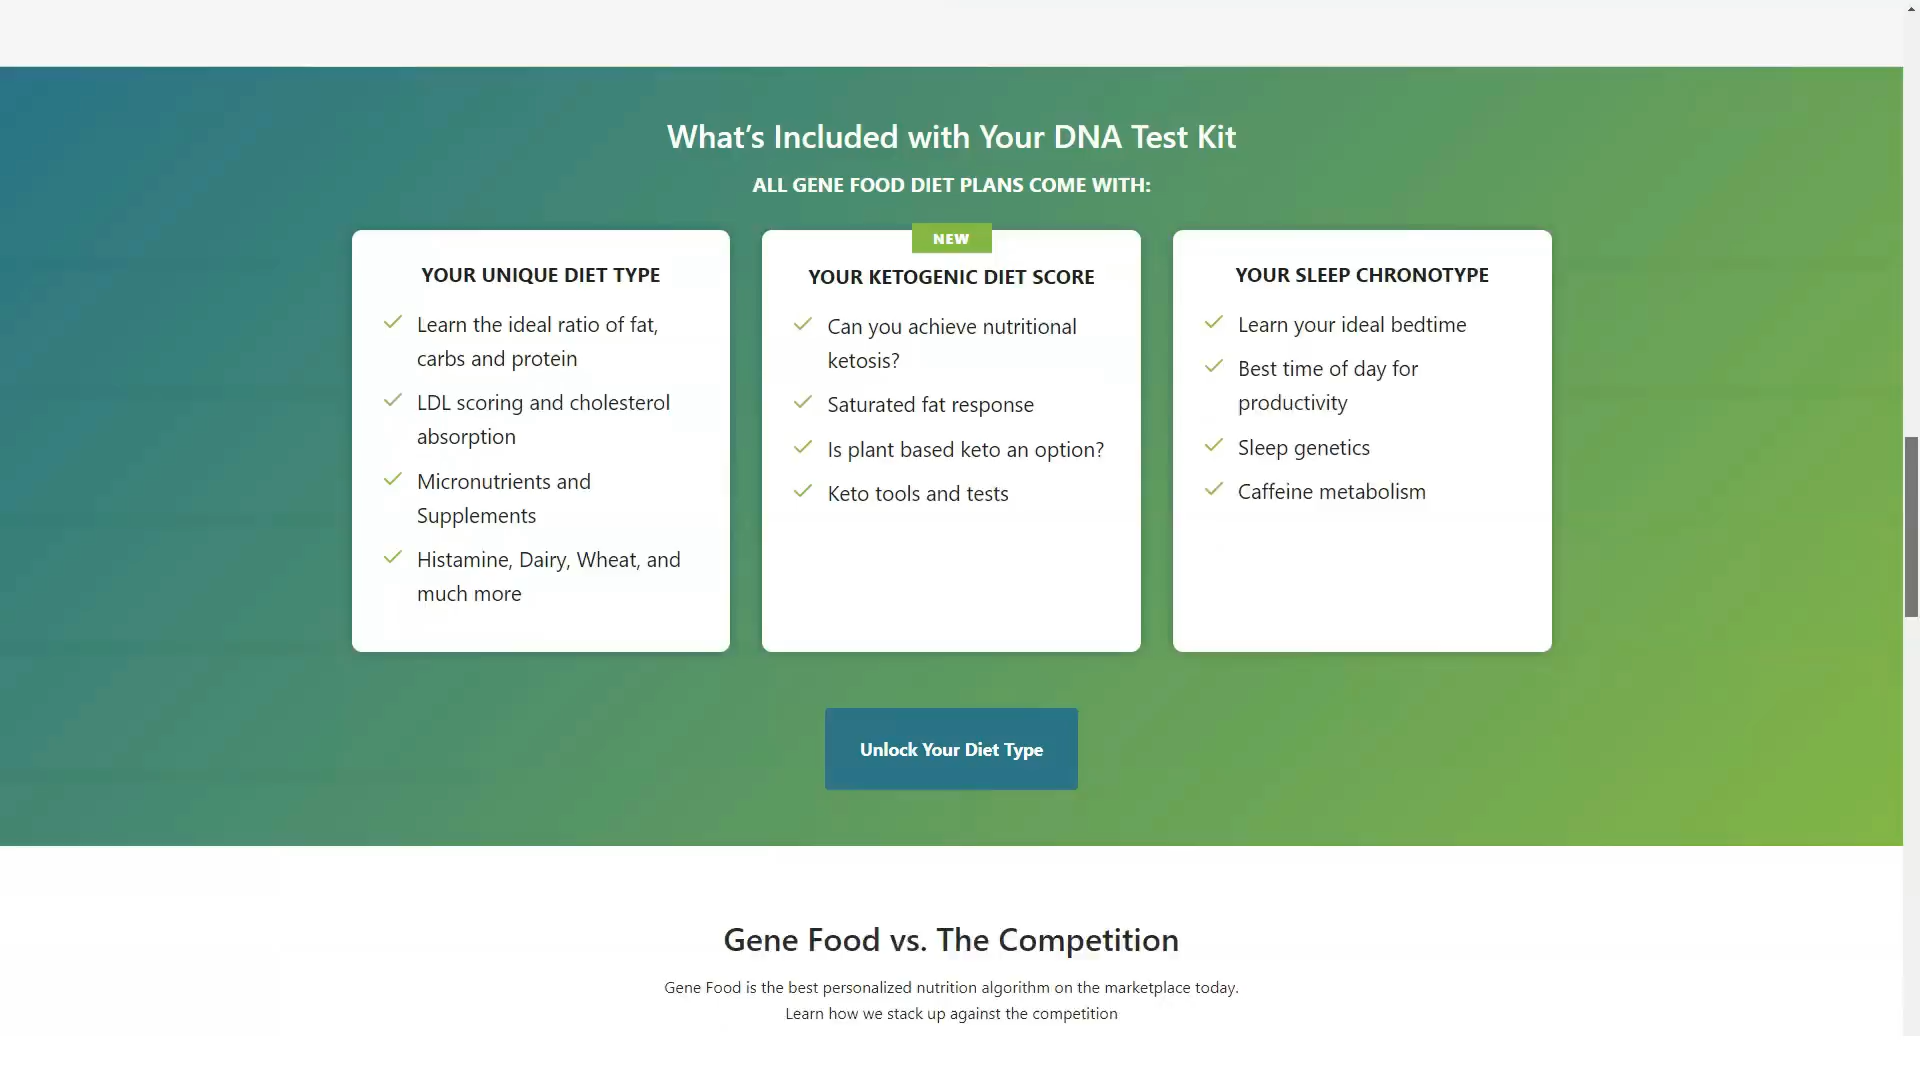 What's Included with Your DNA Test Kit
ALL GENE FOOD DIET PLANS COME WITH:
YOUR UNIQUE DIET TYPE
Learn the ideal ratio of fat,
carbs and protein
LDL scoring and cholesterol
absorption
Micronutrients and
Supplements
Histamine, Dairy, Wheat, and
much more
NEW
YOUR KETOGENIC DIET SCORE
Can you achieve nutritional
ketosis?
Saturated fat response
Is plant based keto an option?
Keto tools and tests
YOUR SLEEP CHRONOTYPE
Learn your ideal bedtime
Best time of day for
productivity
Sleep genetics
Caffeine metabolism
Unlock Your Diet Type
Gene Food vs. The Competition
Gene Food is the best personalized nutrition algorithm on the marketplace today.
Learn how we stack up against the competition